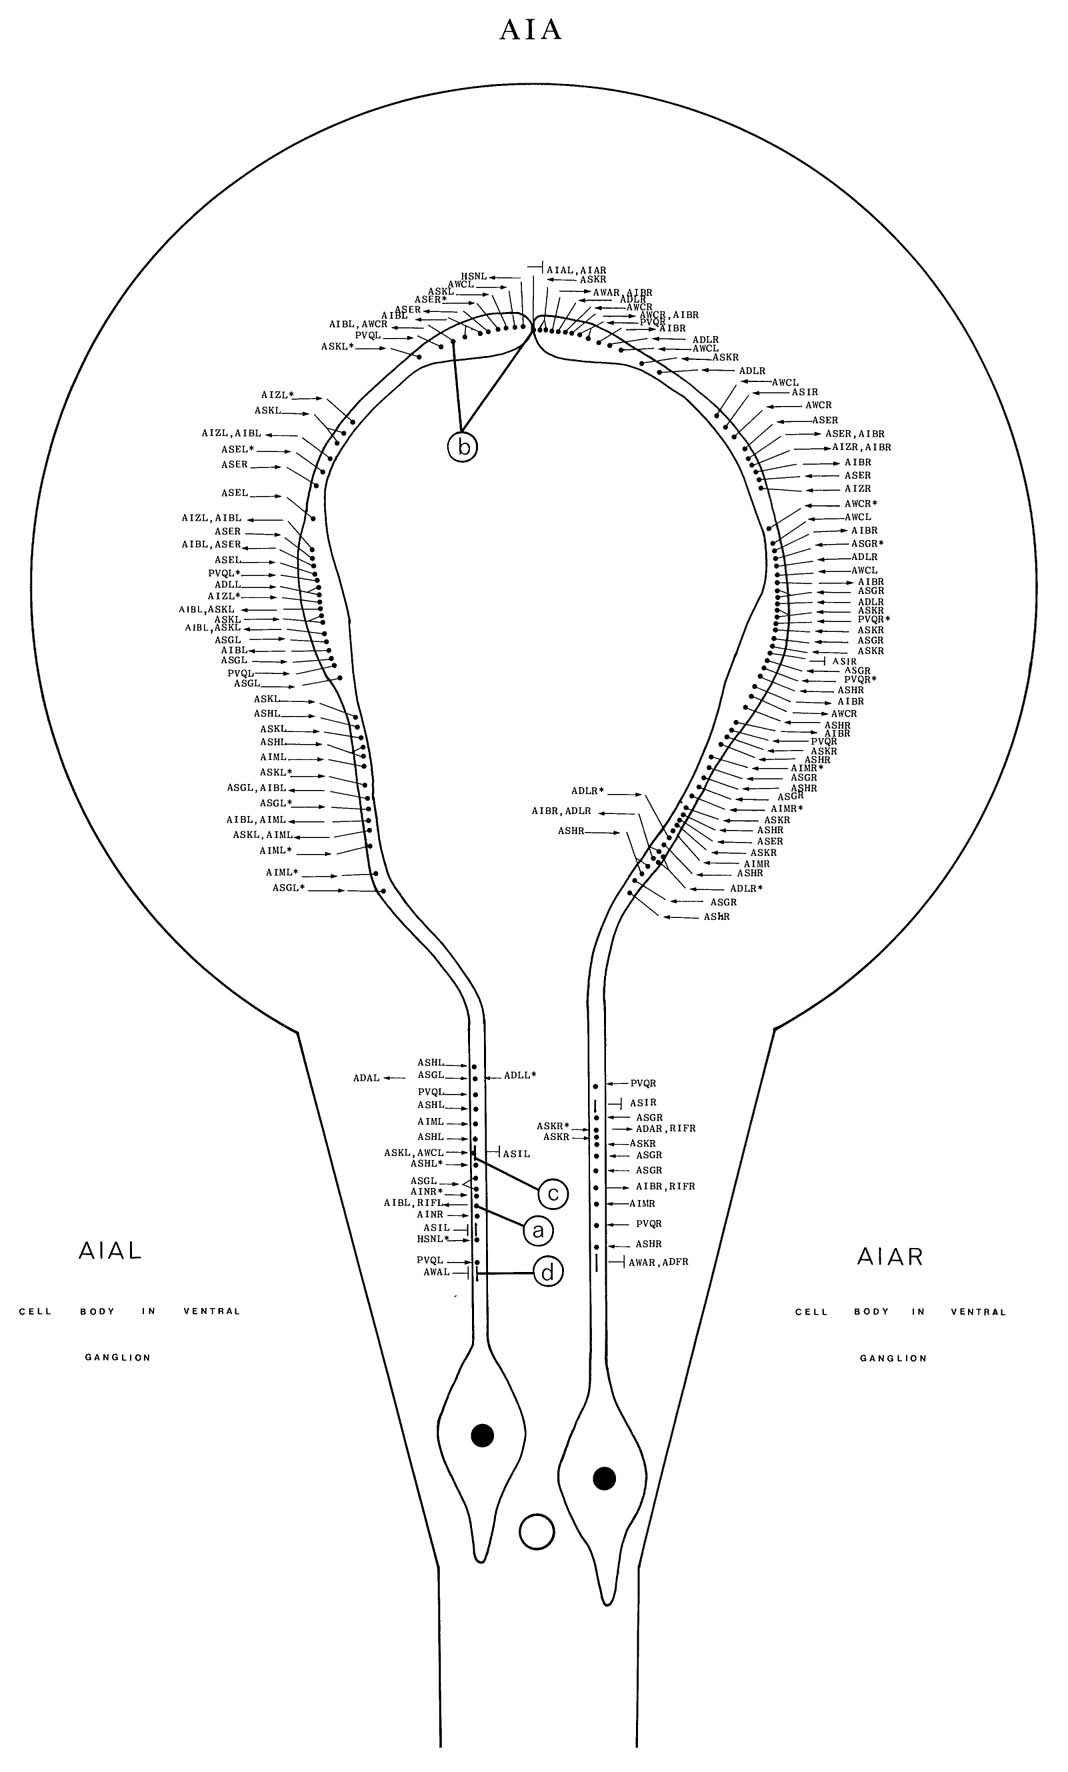 AIA
AIAL,AIAR
HSNL
ASKR
AWCL
ASKL
AWAR,AIBR
ASER*
ADLR
ASER
AWCR
AIBL
AWCR,AIBR
AIBL,AWCR
PVQR
AIBR
PVQL
ADLR
ASKL*
AWCL
ASKR
ADLR
AWCL
ASIR
AWCR
ASER
ASER,AIBR
AIZR,AIBR
AIBR
ASER
AIZR
AWCR*
AWCL
AIBR
ASGR*
ADLR
AWCL
AIBR
ASGR
ADLR
ASKR
PVQR*
ASKR
ASGR
ASKR
ASIR
ASGR
PVQR*
ASHR
AIBR
AWCR
ASHR
AIBR
PVQR
ASKR
ASHR
AIMR*
ASGR
ASHR
ASGR
AIMR*
ASKR
ASHR
ASER
ASKR
AIMR
ASHR
ADLR*
ASGR
ASHR
ADLR*
AIBR,ADLR
ASHR
b
AIZL*
ASKL
AIZL,AIBL
ASEL*
ASER
ASEL
AIZL,AIBL
ASER
AIBL,ASER
ASEL
PVQL*
ADLL
AIZL*
AIBL,ASKL
ASKL
AIBL,ASKL
ASGL
AIBL
ASGL
PVQL
ASGL
ASKL
ASHL
ASKL
ASHL
AIML
ASKL*
ASGL,AIBL
ASGL*
AIBL,AIML
ASKL,AIML
AIML*
AIML*
ASGL*
ASHL
ADAL
ASGL
ADLL*
PVQL
ASHL
AIML
ASHL
ASKL,AWCL
ASIL
ASHL*
ASGL
AINR*
AIBL,RIFL
AINR
ASIL
HSNL*
PVQL
AWAL
c
a
d
PVQR
ASIR
ASGR
ASKR*
ADAR,RIFR
ASKR
ASKR
ASGR
ASGR
AIBR,RIFR
AIMR
PVQR
ASHR
AWAR,ADFR
AIAL
CELL BODY IN VENTRAL
GANGLION
AIAR
CELL BODY IN VENTRAL
GANGLION